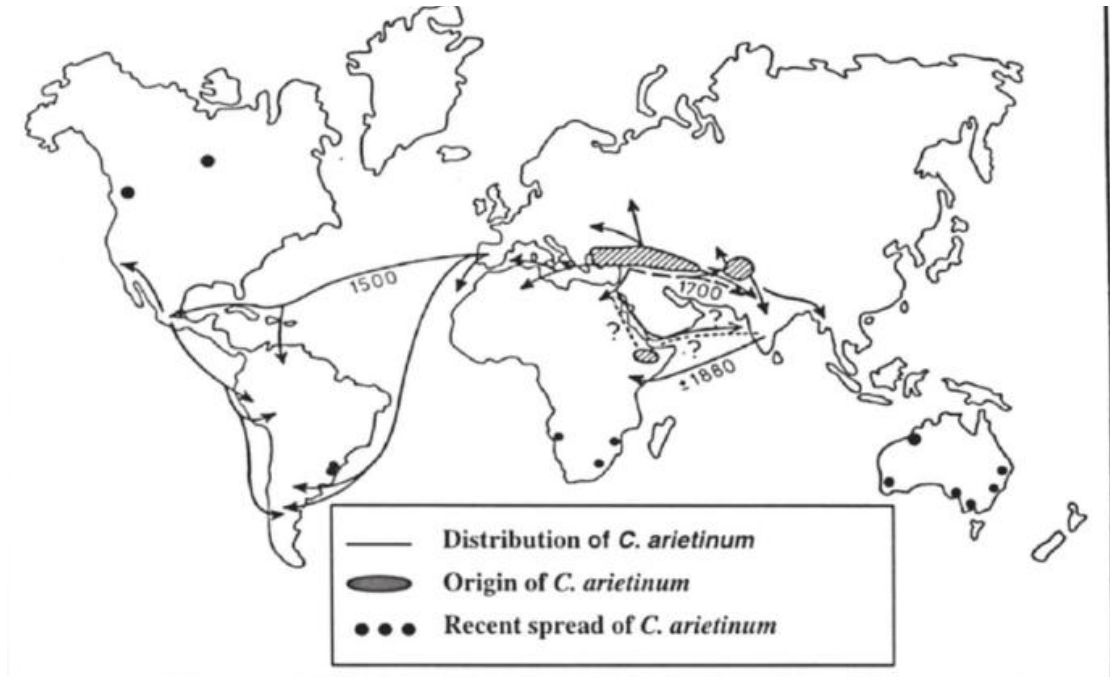 1500
1700
?
?
?
±1880
Distribution of C. arietinum
Origin of C. arietinum
Recent spread of C. arietinum